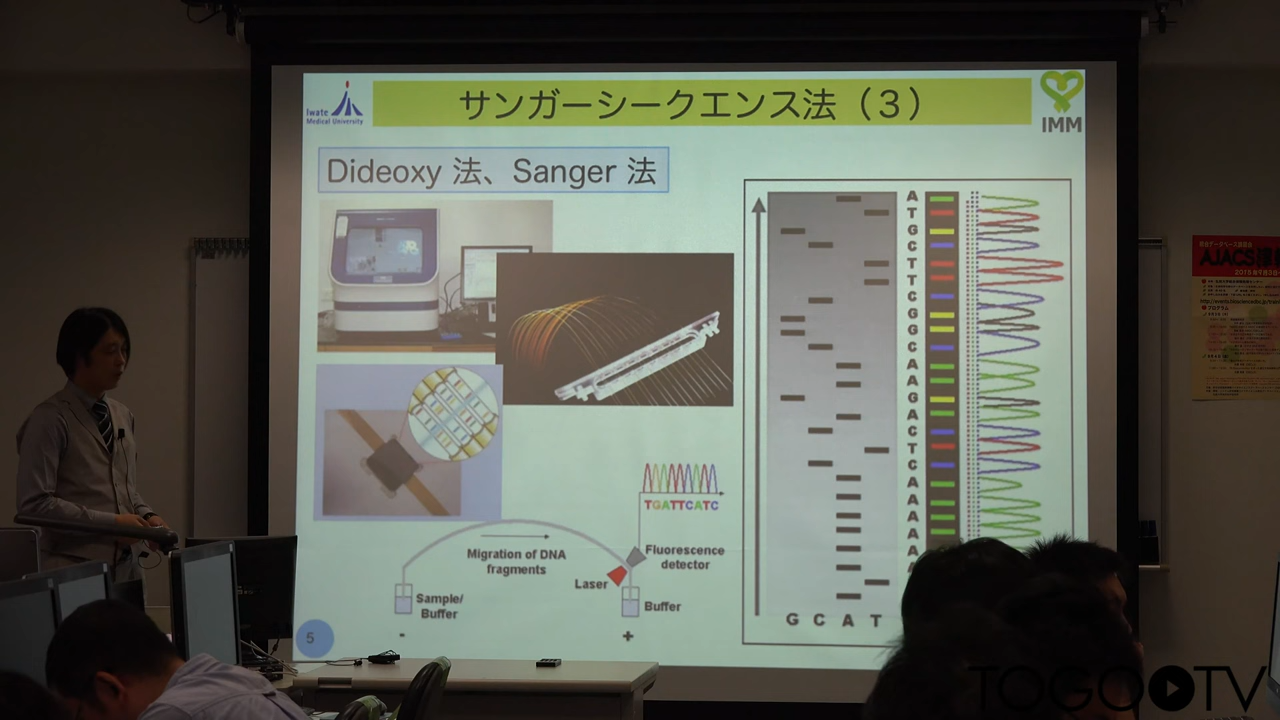 Iwate
Medical University
サンガーシークエンス法（3）
IMM
Dideoxy 法、Sanger 法
A
T
G
C
T
T
C
G
G
C
A
A
G
A
C
T
C
A
A
A
A
A
G C A T
TGATTCATC
Migration of DNA
fragments
Fluorescence
detector
Laser
Sample/
Buffer
Buffer
-
+
5
AJACS
TOGO TV